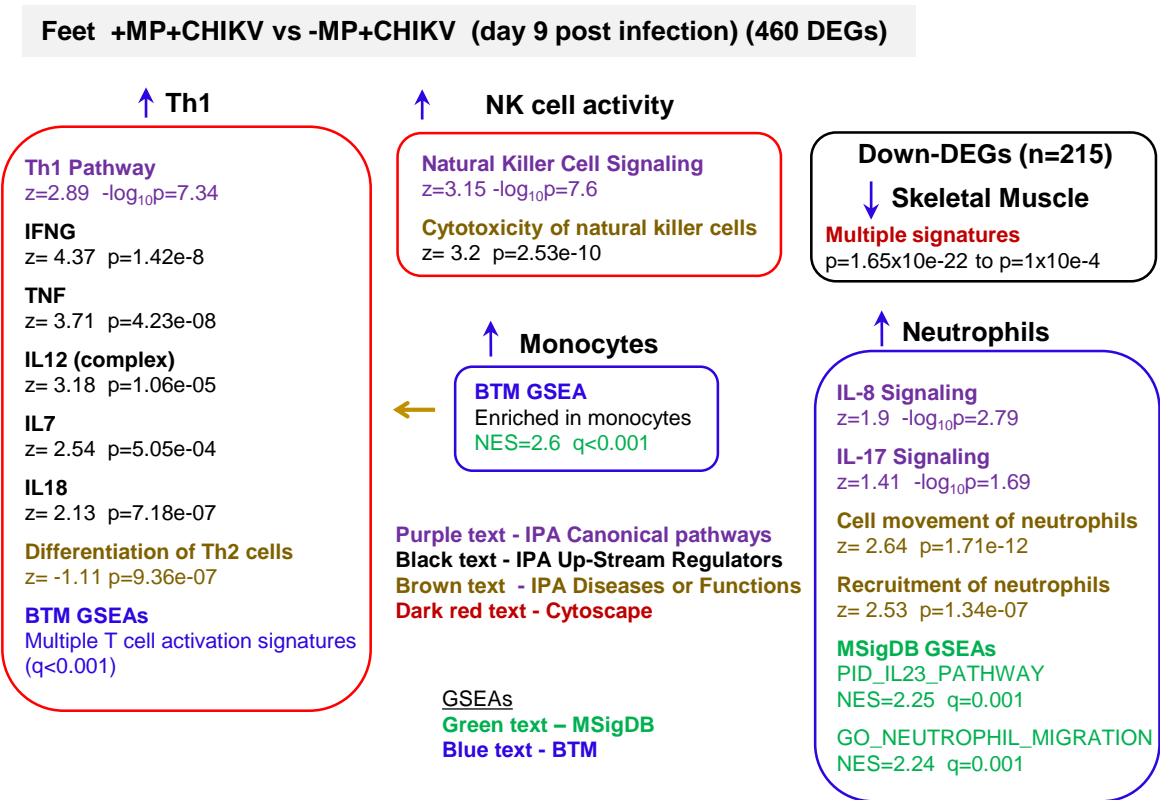 Feet +MP+CHIKV vs -MP+CHIKV (day 9 post infection) (460 DEGs)
Th1
Th1 Pathway
z=2.89 -log10p=7.34
IFNG
z= 4.37 p=1.42e-8
TNF
z= 3.71 p=4.23e-08
IL12 (complex)
z= 3.18 p=1.06e-05
IL7
z= 2.54 p=5.05e-04
IL18
z= 2.13 p=7.18e-07
Differentiation of Th2 cells
z= -1.11 p=9.36e-07
BTM GSEAs
Multiple T cell activation signatures
(q<0.001)
NK cell activity
Natural Killer Cell Signaling
z=3.15 -log10p=7.6
Cytotoxicity of natural killer cells
z= 3.2 p=2.53e-10
Monocytes
BTM GSEA
Enriched in monocytes
NES=2.6 q<0.001
Purple text - IPA Canonical pathways
Black text - IPA Up-Stream Regulators
Brown text - IPA Diseases or Functions
Dark red text - Cytoscape
GSEAs
Green text – MSigDB
Blue text - BTM
Down-DEGs (n=215)
Skeletal Muscle
Multiple signatures
p=1.65x10e-22 to p=1x10e-4
Neutrophils
IL-8 Signaling
z=1.9 -log10p=2.79
IL-17 Signaling
z=1.41 -log10p=1.69
Cell movement of neutrophils
z= 2.64 p=1.71e-12
Recruitment of neutrophils
z= 2.53 p=1.34e-07
MSigDB GSEAs
PID_IL23_PATHWAY
NES=2.25 q=0.001
GO_NEUTROPHIL_MIGRATION
NES=2.24 q=0.001